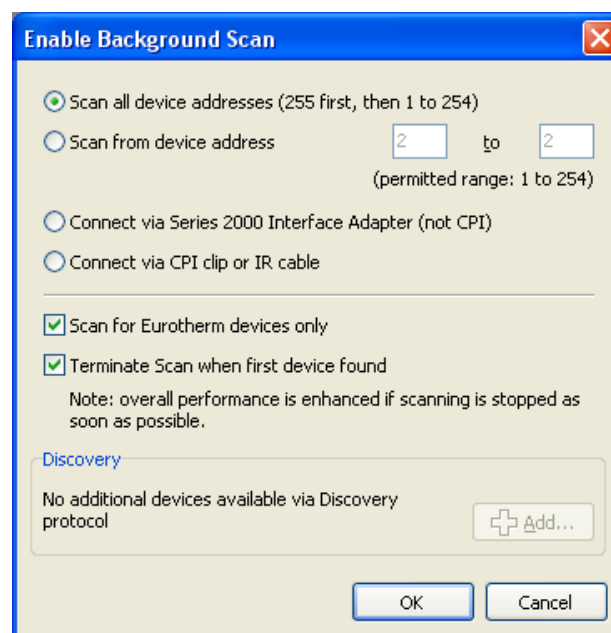 Enable Background Scan
Scan all device addresses (255 first, then 1 to 254)
Scan from device address 2 to 2
(permitted range: 1 to 254)
Connect via Series 2000 Interface Adapter (not CPI)
Connect via CPI clip or IR cable
Scan for Eurotherm devices only
Terminate Scan when first device found
Note: overall performance is enhanced if scanning is stopped as
soon as possible.
Discovery
No additional devices available via Discovery
protocol
Add...
OK Cancel